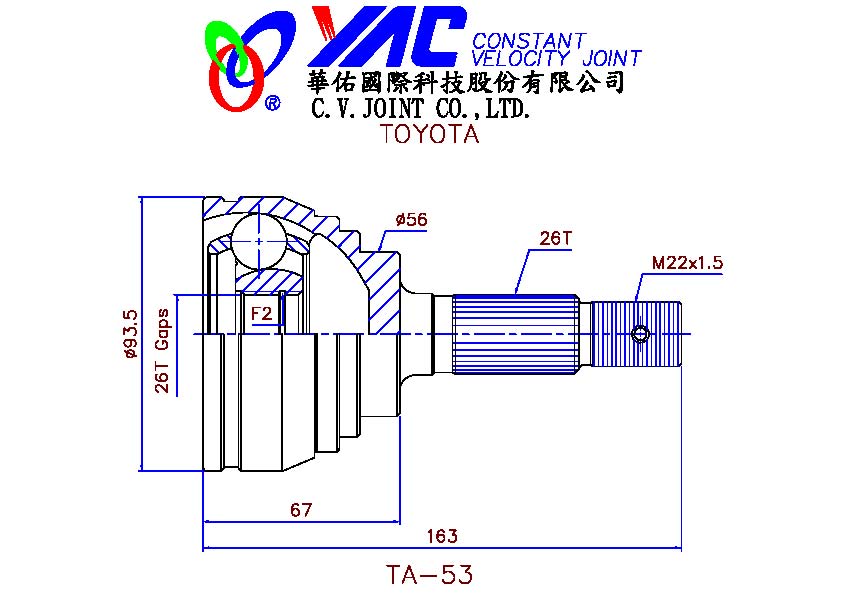 YAC CONSTANT
VELOCITY JOINT
®
華佑國際科技股份有限公司
C.V.JOINT CO.,LTD.
TOYOTA
ø56
26T
M22x1.5
F2
ø93.5
26T Gaps
67
163
TA-53